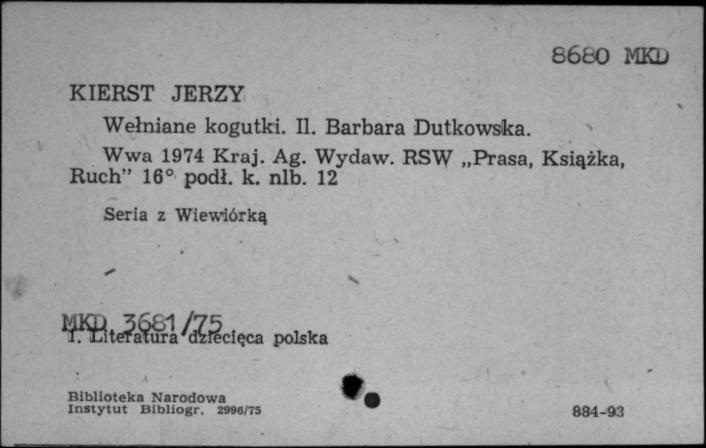 8680 MKD
KIERST JERZY
Wełniane kogutki. Il. Barbara Dutkowska.
Wwa 1974 Kraj. Ag. Wydaw. RSW „Prasa, Książka,
Ruch” 16° podł. k. nlb. 12
Seria z Wiewiórką
MKD 3681/75
1. Literatura dziecięca polska
Biblioteka Narodowa
Instytut Bibliogr. 2996/75
884-93